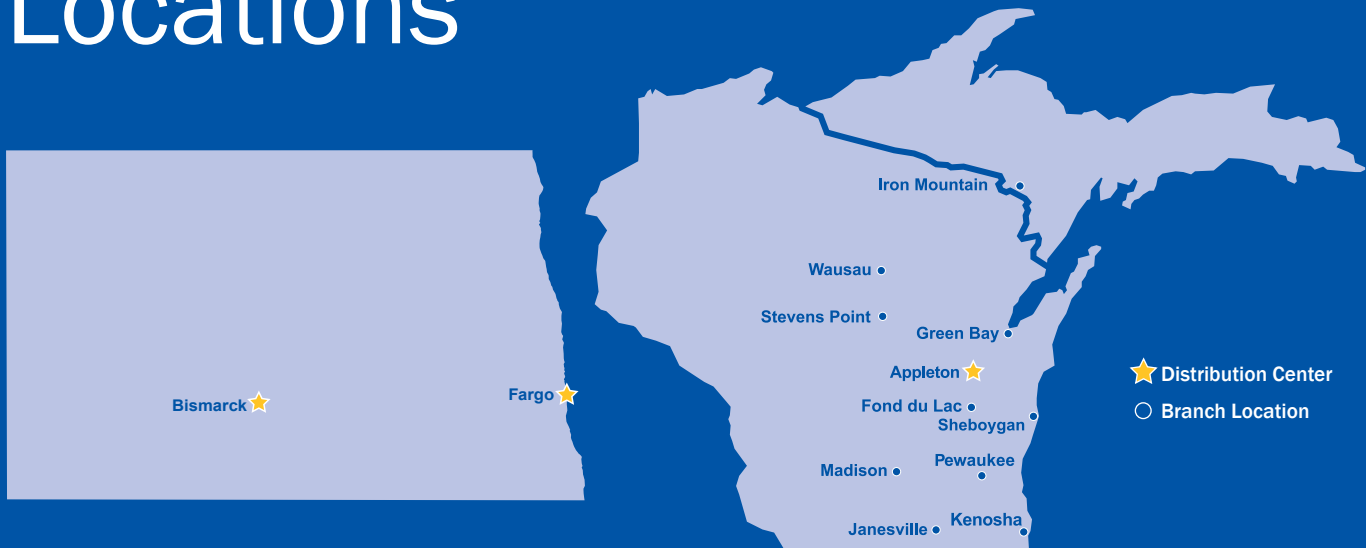 Locations
Iron Mountain
Wausau
Stevens Point
Green Bay
Appleton
Distribution Center
Bismarck
Fargo
Fond du Lac
Branch Location
Sheboygan
Pewaukee
Madison
Kenosha
Janesville